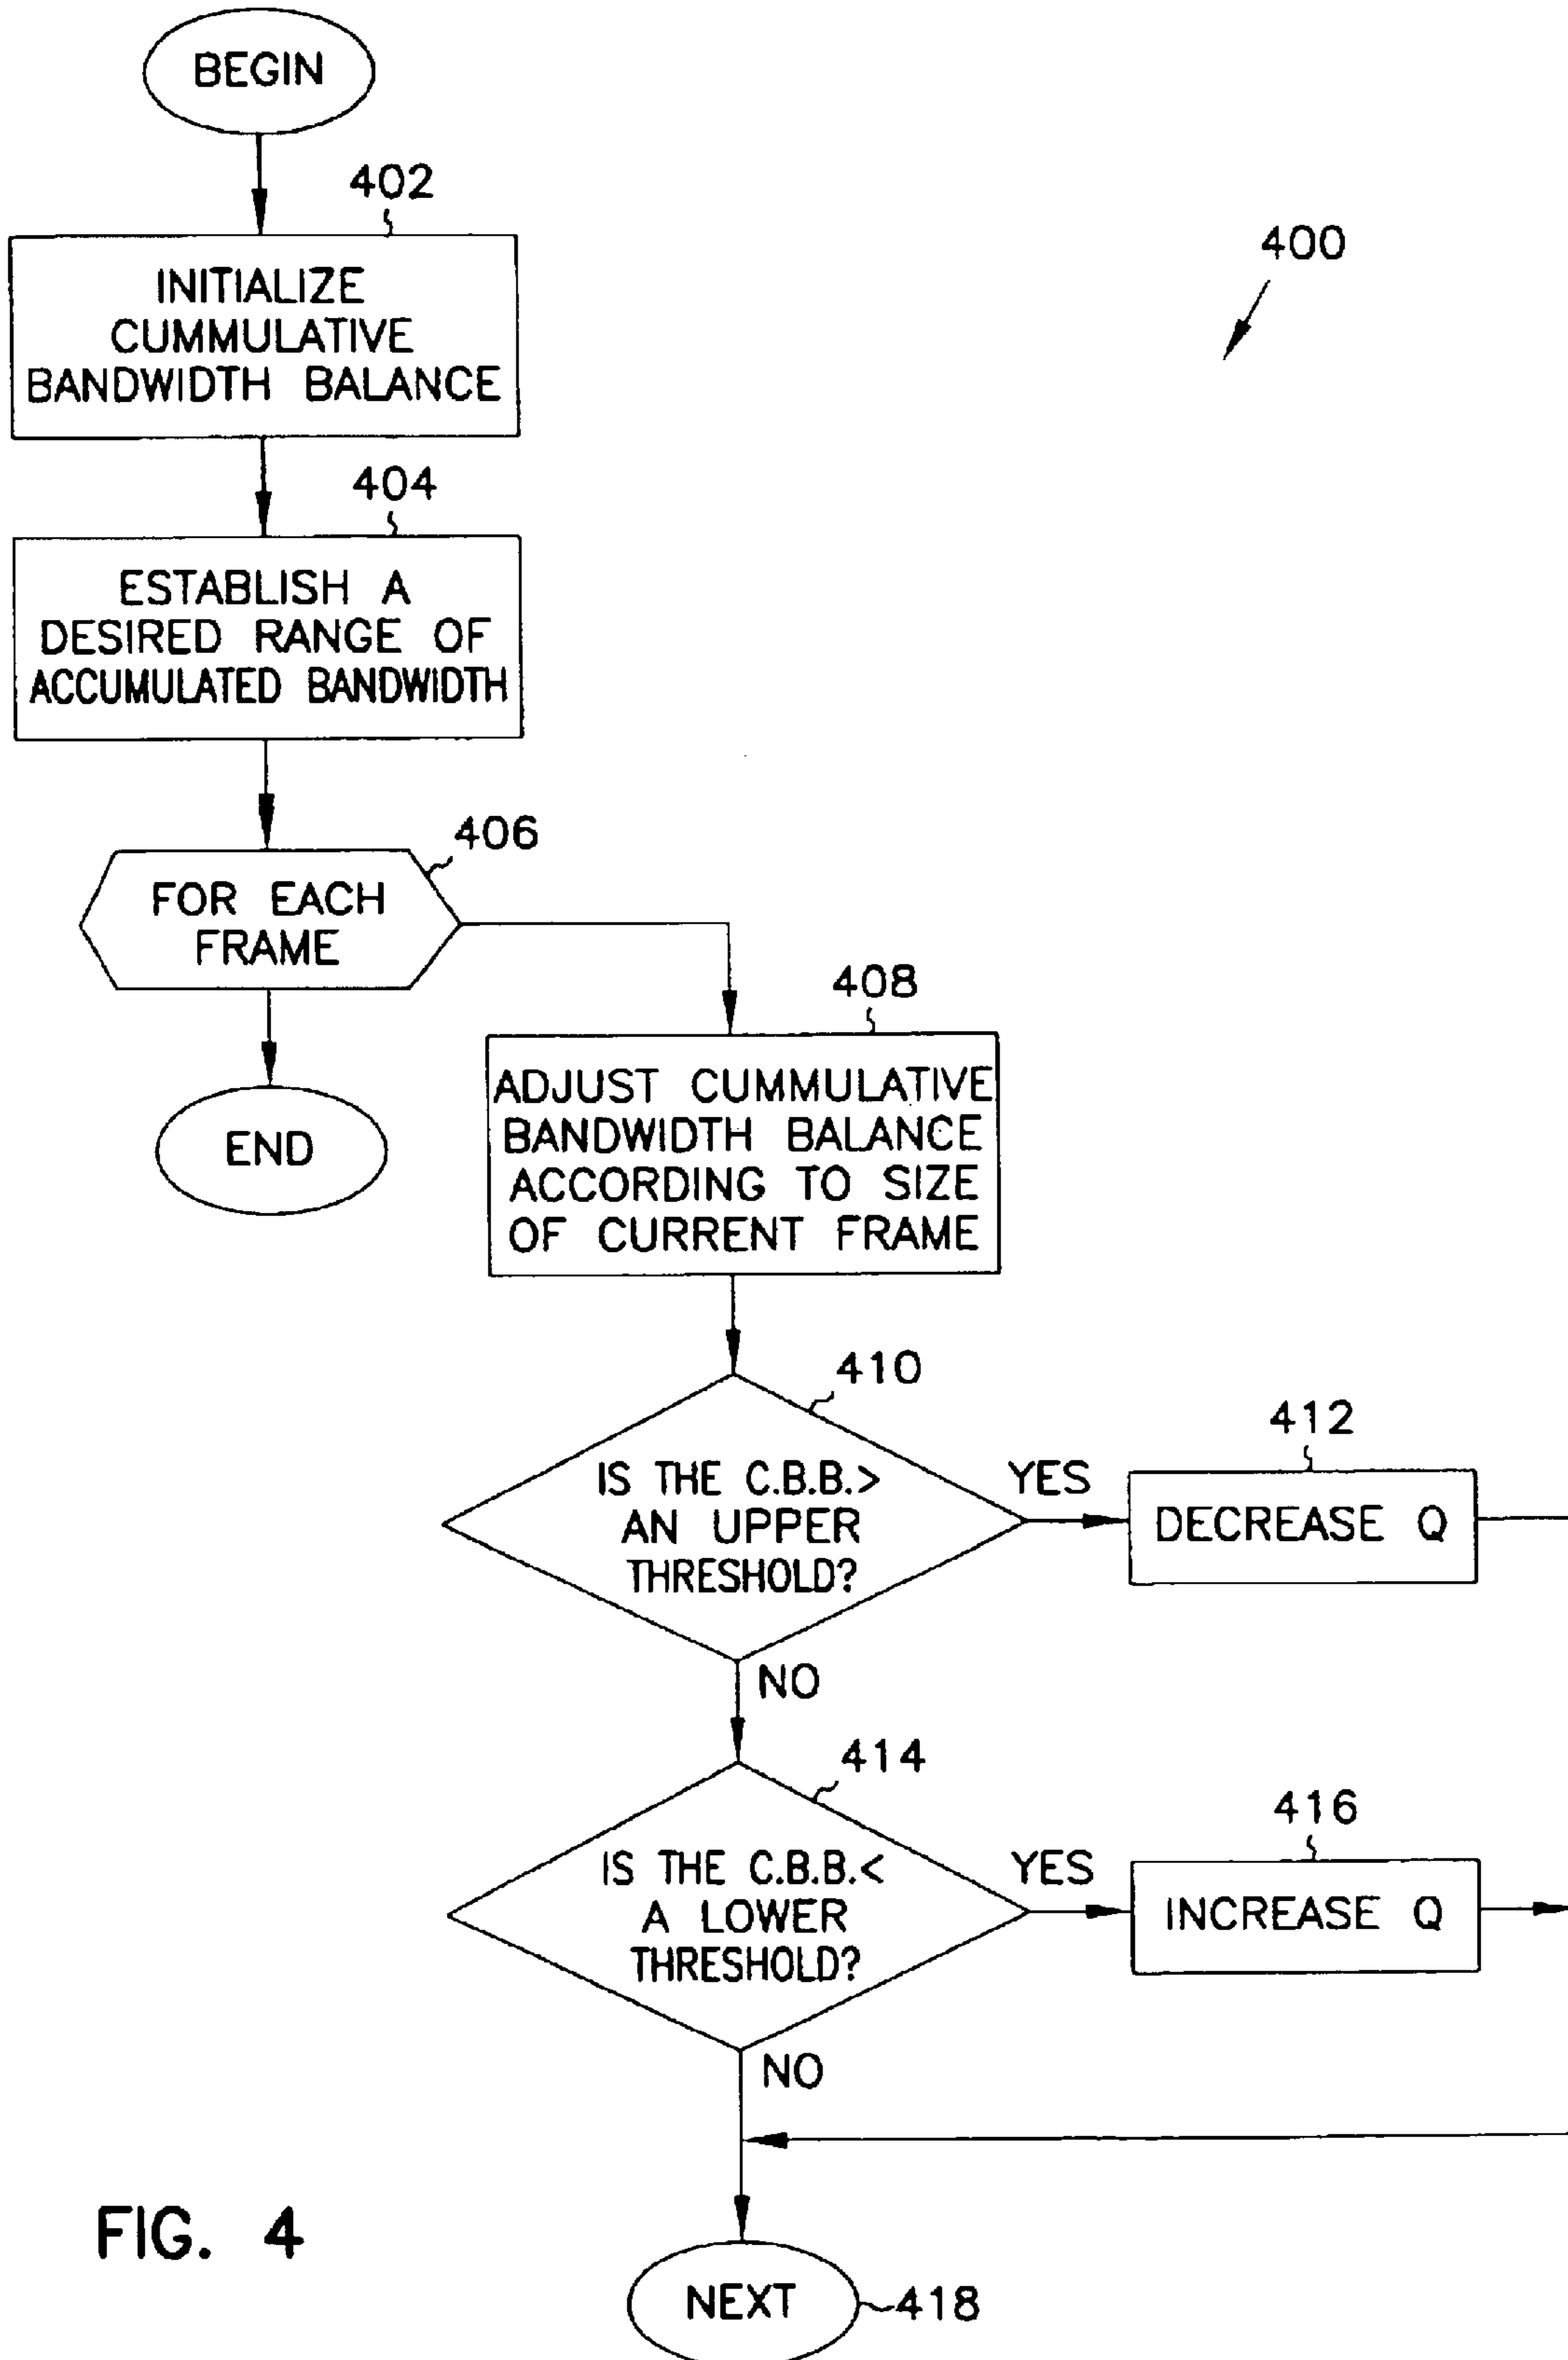 BEGIN
402
INITIALIZE
CUMMULATIVE
BANDWIDTH BALANCE
400
404
ESTABLISH A
DESIRED RANGE OF
ACCUMULATED BANDWIDTH
406
FOR EACH
FRAME
END
408
ADJUST CUMMULATIVE
BANDWIDTH BALANCE
ACCORDING TO SIZE
OF CURRENT FRAME
410
IS THE C.B.B.>
AN UPPER
THRESHOLD?
YES
412
DECREASE Q
NO
414
IS THE C.B.B.<
A LOWER
THRESHOLD?
YES
416
INCREASE Q
NO
NEXT
418
FIG. 4